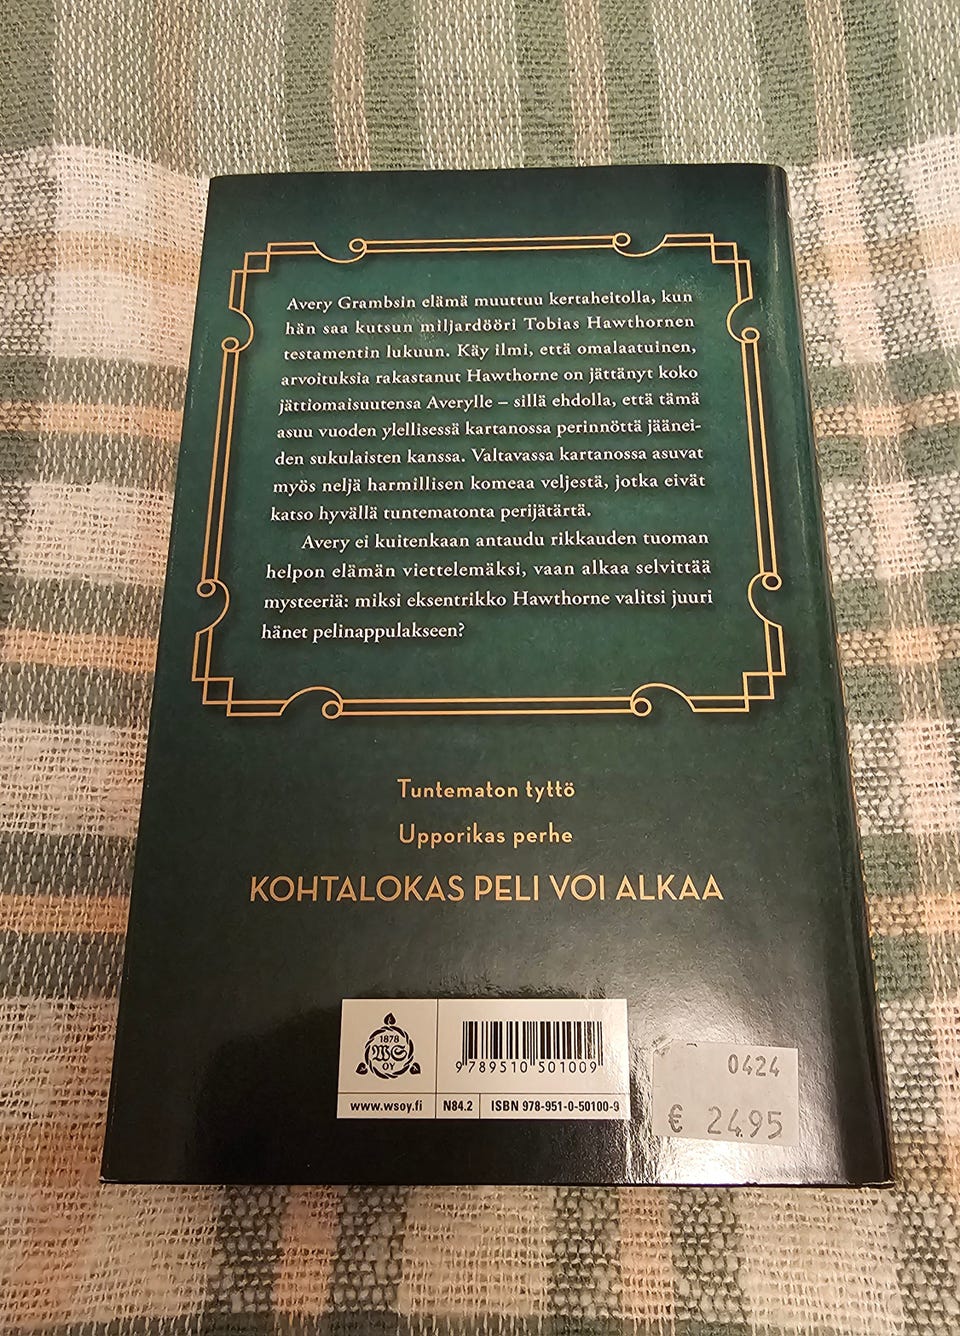 Avery Grambsin elämä muuttuu kertaheitolla, kun
hän saa kutsun miljardööri Tobias Hawthornen
testamentin lukuun. Käy ilmi, että omalaatuinen,
arvoituksia rakastanut Hawthorne on jättänyt koko
jättiomaisuutensa Averylle – sillä ehdolla, että tämä
asuu vuoden ylellisessä kartanossa perinnöttä jäänei-
den sukulaisten kanssa. Valtavassa kartanossa asuvat
myös neljä harmillisen komeaa veljestä, jotka eivät
katso hyvällä tuntematonta perijätärtä.
Avery ei kuitenkaan antaudu rikkauden tuoman
helpon elämän viettelemäksi, vaan alkaa selvittää
mysteeriä: miksi eksentrikko Hawthorne valitsi juuri
hänet pelinappulakseen?
Tuntematon tyttö
Upporikas perhe
KOHTALOKAS PELI VOI ALKAA
1878
WS
OY
9 789510 501009
www.wsoy.fi
N84.2
ISBN 978-951-0-50100-9
0424
€ 24.95